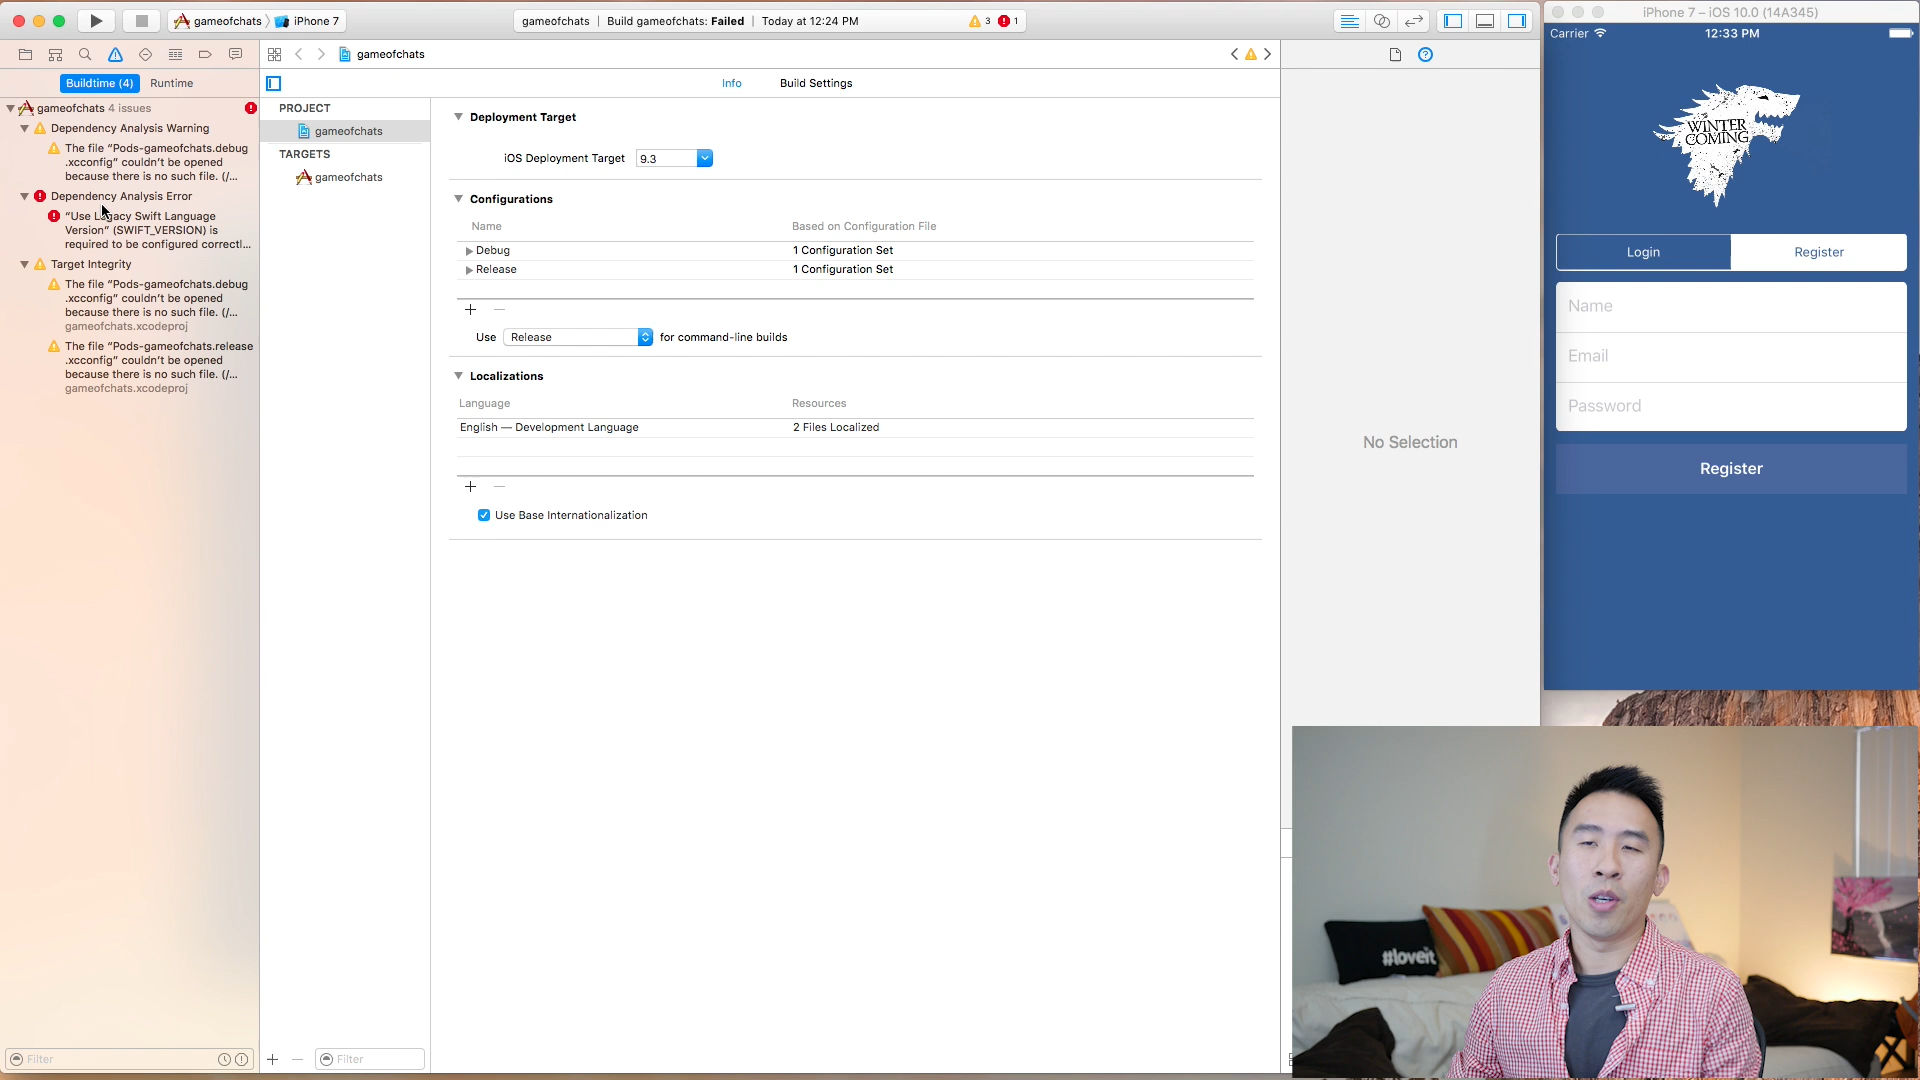 gameofchats
iPhone 7
gameofchats
Build gameofchats: Failed
Today at 12:24 PM
3
1
gameofchats
Buildtime (4)
Runtime
Info
Build Settings
gameofchats 4 issues
Dependency Analysis Warning
The file “Pods-gameofchats.debug
.xcconfig” couldn’t be opened
because there is no such file. (/...
Dependency Analysis Error
“Use Legacy Swift Language
Version” (SWIFT_VERSION) is
required to be configured correctl...
Target Integrity
The file “Pods-gameofchats.debug
.xcconfig” couldn’t be opened
because there is no such file. (/...
gameofchats.xcodeproj
The file “Pods-gameofchats.release
.xcconfig” couldn’t be opened
because there is no such file. (/...
gameofchats.xcodeproj
Filter
PROJECT
gameofchats
TARGETS
gameofchats
Filter
Deployment Target
iOS Deployment Target
9.3
Configurations
Name
Based on Configuration File
Debug
1 Configuration Set
Release
1 Configuration Set
Use
Release
for command-line builds
Localizations
Language
Resources
English — Development Language
2 Files Localized
Use Base Internationalization
No Selection
iPhone 7 – iOS 10.0 (14A345)
Carrier
12:33 PM
WINTER
COMING
Login
Register
Name
Email
Password
Register
#loveit